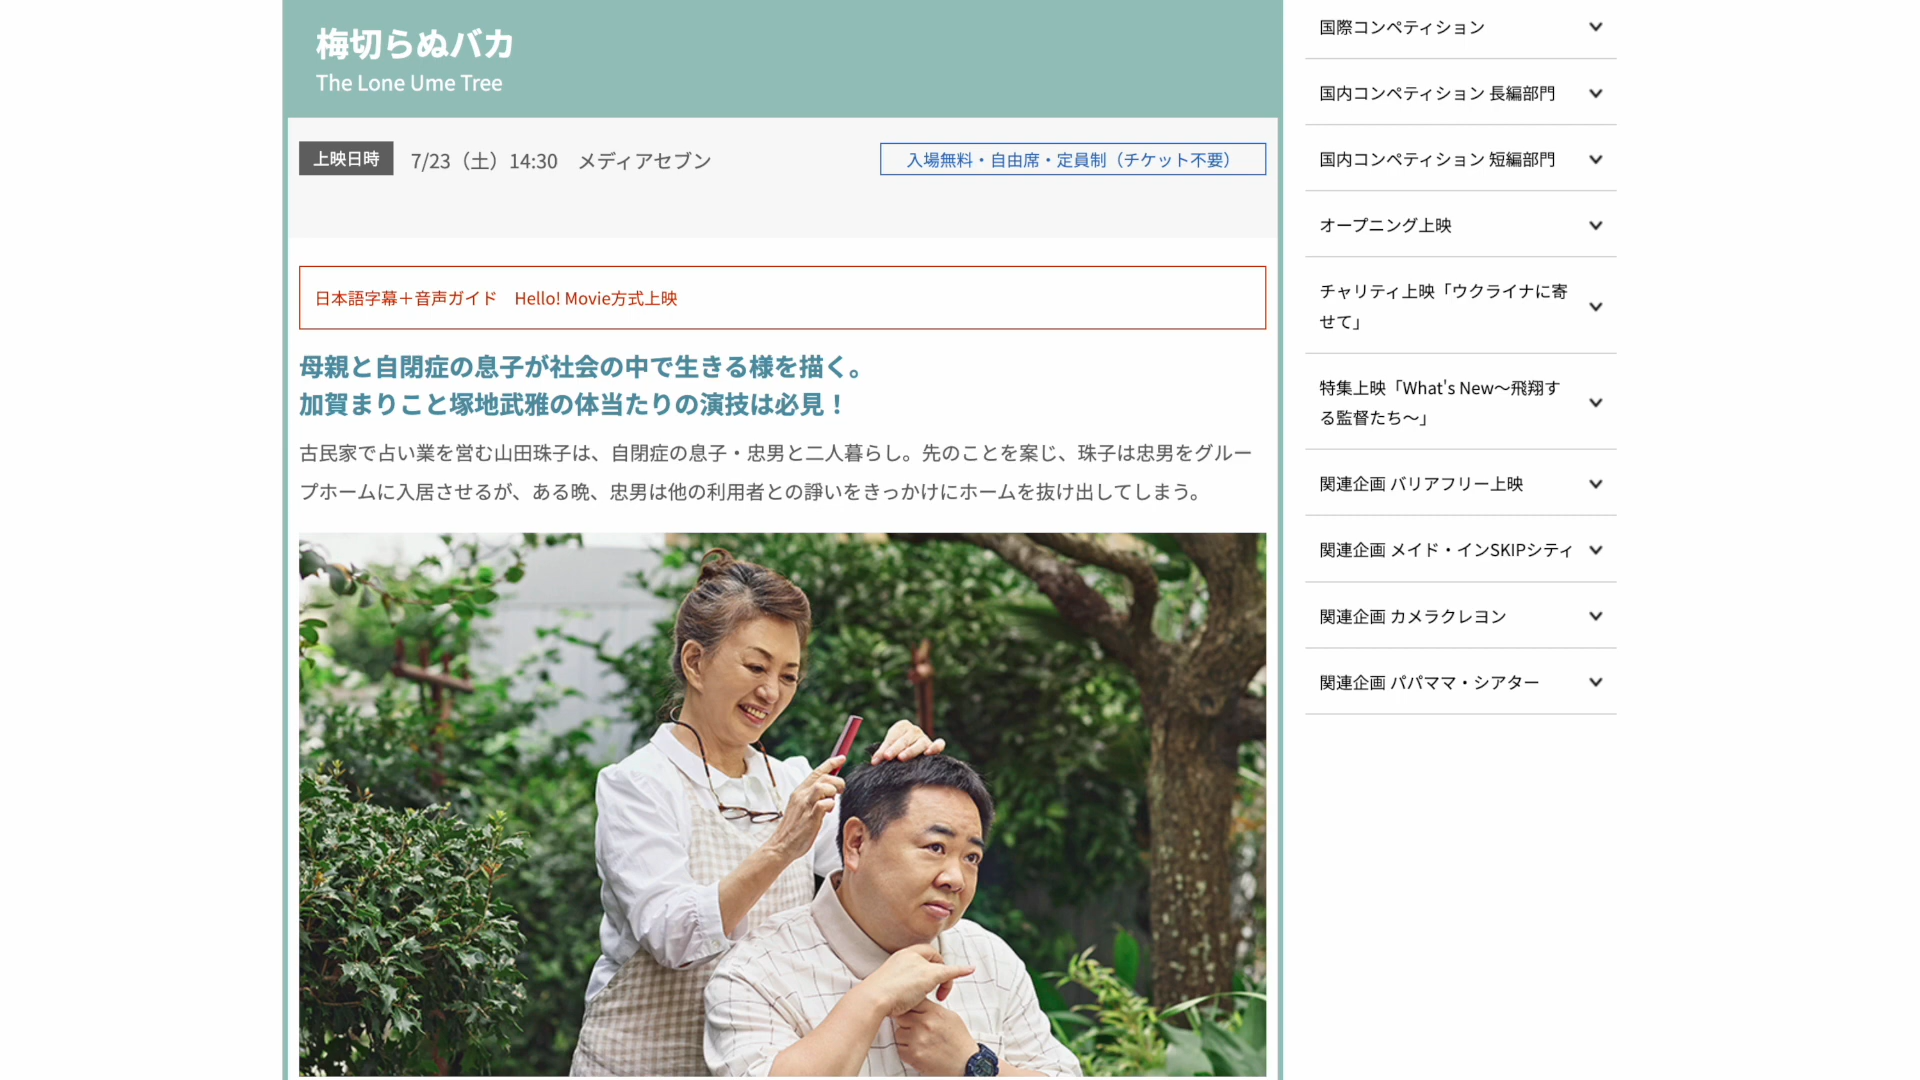 梅切らぬバカ
The Lone Ume Tree
上映日時 7/23（土）14:30　メディアセブン
入場無料・自由席・定員制（チケット不要）
日本語字幕＋音声ガイド　Hello! Movie方式上映
母親と自閉症の息子が社会の中で生きる様を描く。
加賀まりこと塚地武雅の体当たりの演技は必見！
古民家で占い業を営む山田珠子は、自閉症の息子・忠男と二人暮らし。先のことを案じ、珠子は忠男をグルー
プホームに入居させるが、ある晩、忠男は他の利用者との諍いをきっかけにホームを抜け出してしまう。
国際コンペティション
国内コンペティション 長編部門
国内コンペティション 短編部門
オープニング上映
チャリティ上映「ウクライナに寄
せて」
特集上映「What's New〜飛翔す
る監督たち〜」
関連企画 バリアフリー上映
関連企画 メイド・インSKIPシティ
関連企画 カメラクレヨン
関連企画 パパママ・シアター